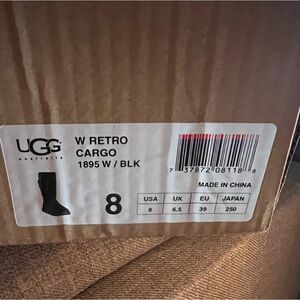 UGG
australia
W RETRO
CARGO
1895 W / BLK
7 37872 08118 8
MADE IN CHINA
8
USA UK EU JAPAN
8 6.5 39 250